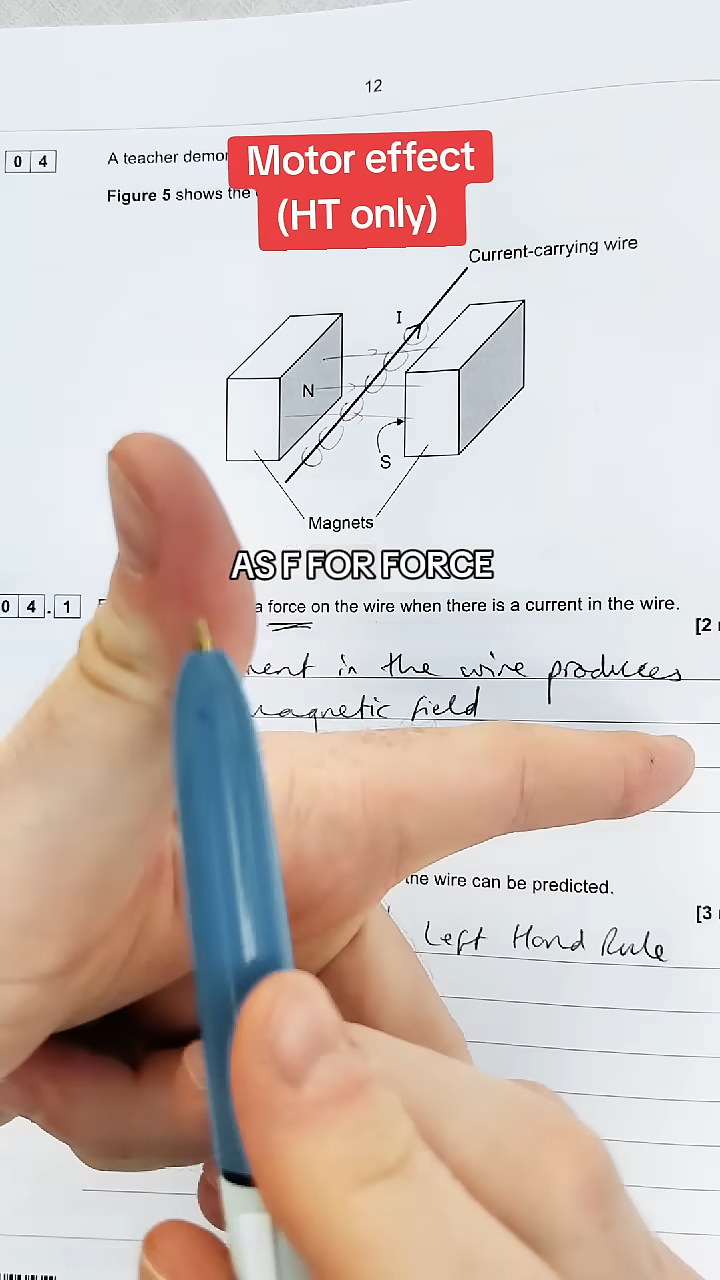 12
0 4
A teacher demo
Motor effect
(HT only)
Figure 5 shows the
Current-carrying wire
I
N
S
Magnets
AS F FOR FORCE
0 4 . 1
a force on the wire when there is a current in the wire.
[2
in the wire produces
magnetic field
the wire can be predicted.
[3
Left Hand Rule